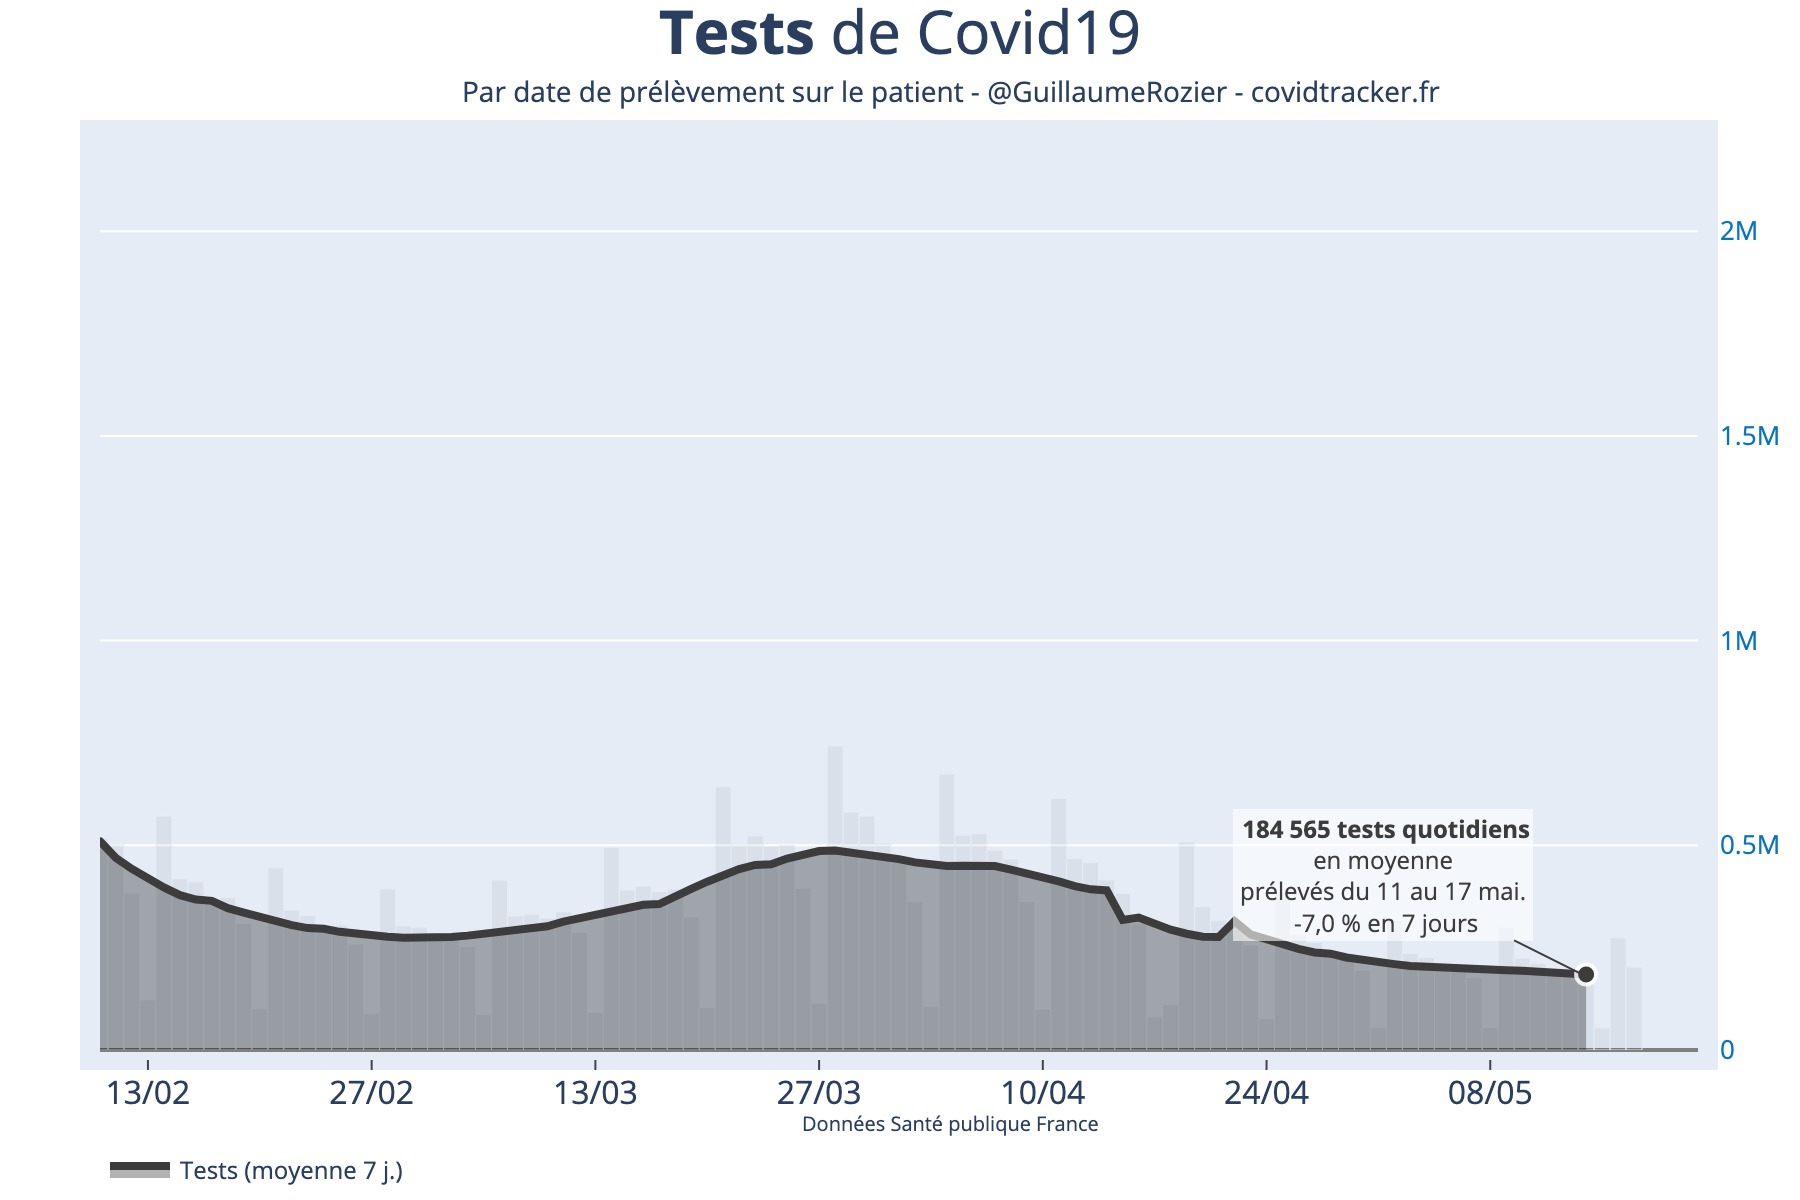 Tests de Covid19
Par date de prélèvement sur le patient - @GuillaumeRozier - covidtracker.fr
2M
1.5M
1M
0.5M
0
184 565 tests quotidiens
en moyenne
prélevés du 11 au 17 mai.
-7,0 % en 7 jours
13/02 27/02 13/03 27/03 10/04 24/04 08/05
Données Santé publique France
Tests (moyenne 7 j.)